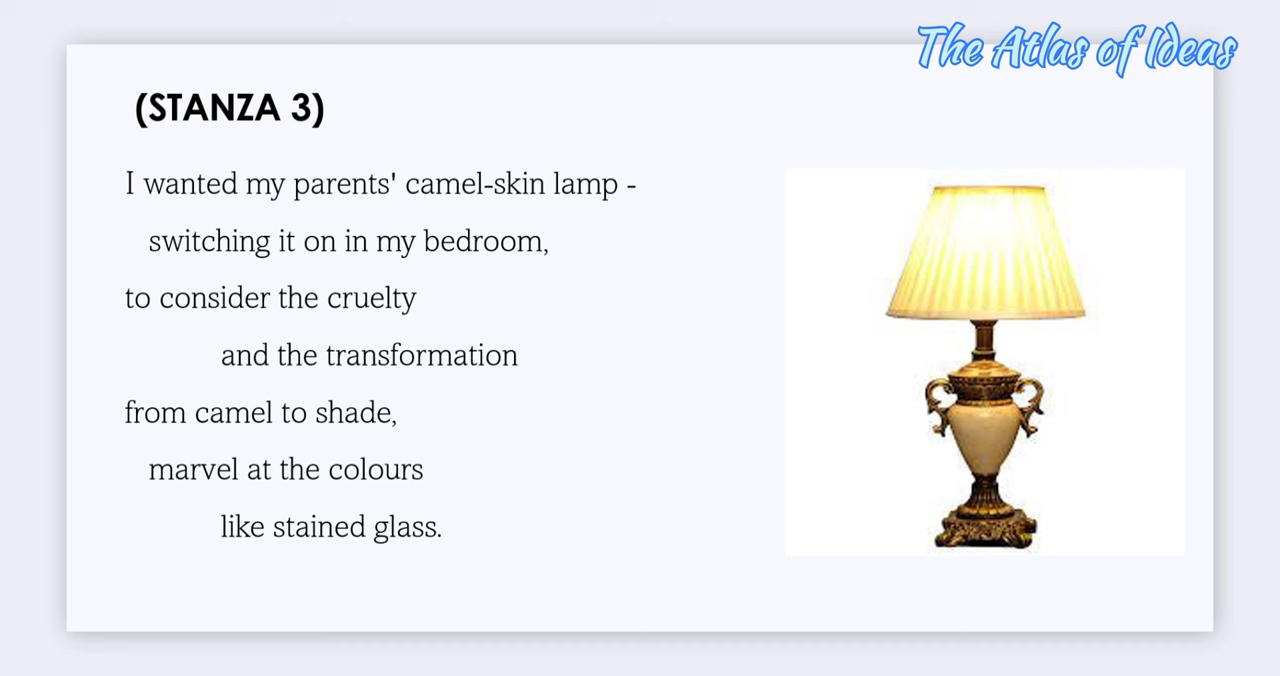 The Atlas of Ideas
(STANZA 3)
I wanted my parents' camel-skin lamp -
switching it on in my bedroom,
to consider the cruelty
and the transformation
from camel to shade,
marvel at the colours
like stained glass.